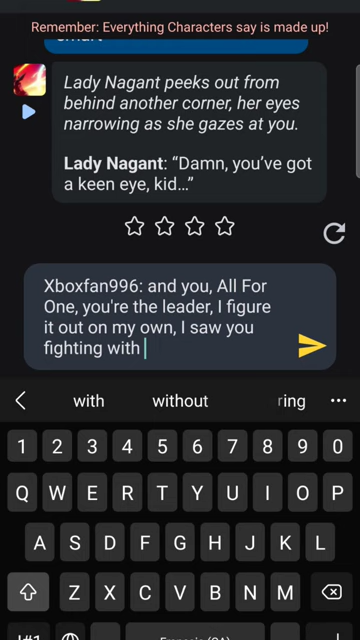 Remember: Everything Characters say is made up!
smart
Lady Nagant peeks out from
behind another corner, her eyes
narrowing as she gazes at you.
Lady Nagant: “Damn, you’ve got
a keen eye, kid…”
Xboxfan996: and you, All For
One, you're the leader, I figure
it out on my own, I saw you
fighting with
with without ring
1 2 3 4 5 6 7 8 9 0
Q W E R T Y U I O P
A S D F G H J K L
Z X C V B N M